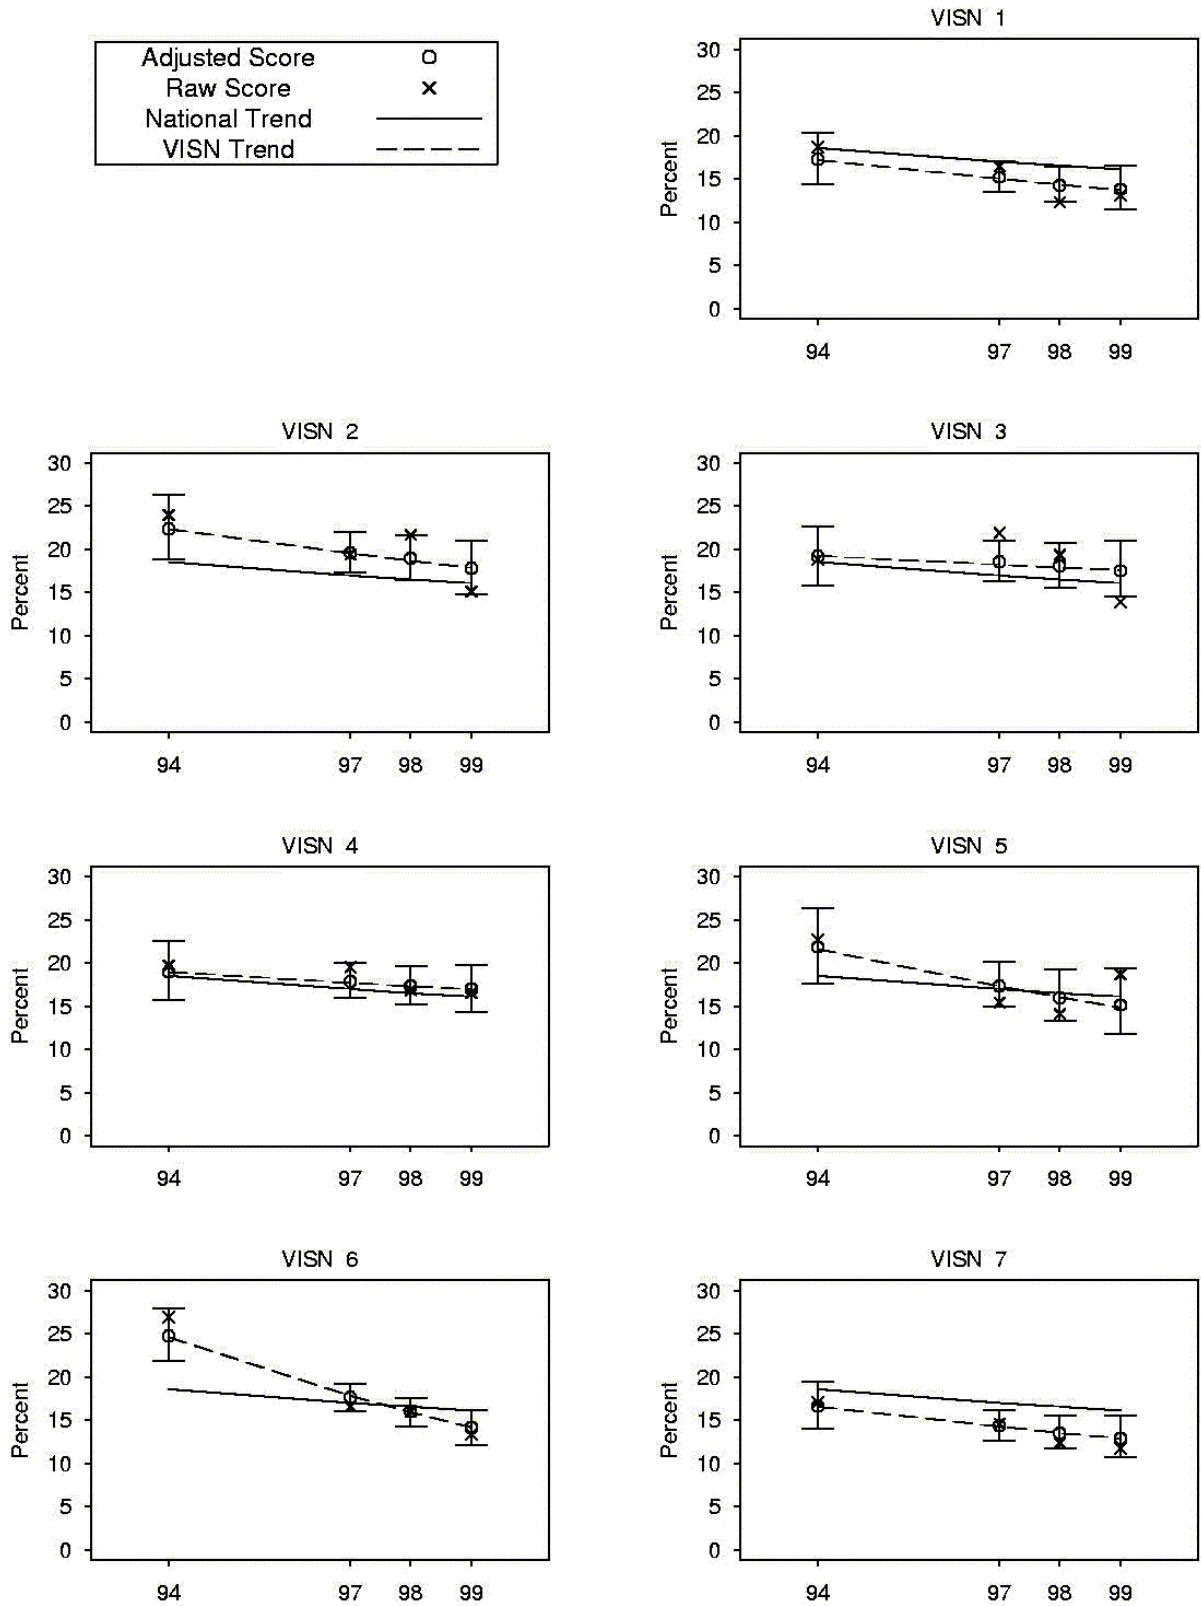 VISN 1
Adjusted Score
Raw Score
National Trend
VISN Trend
30
25
20
15
10
5
0
Percent
94 97 98 99
VISN 2
30
25
20
15
10
5
0
Percent
94 97 98 99
VISN 3
30
25
20
15
10
5
0
Percent
94 97 98 99
VISN 4
30
25
20
15
10
5
0
Percent
94 97 98 99
VISN 5
30
25
20
15
10
5
0
Percent
94 97 98 99
VISN 6
30
25
20
15
10
5
0
Percent
94 97 98 99
VISN 7
30
25
20
15
10
5
0
Percent
94 97 98 99